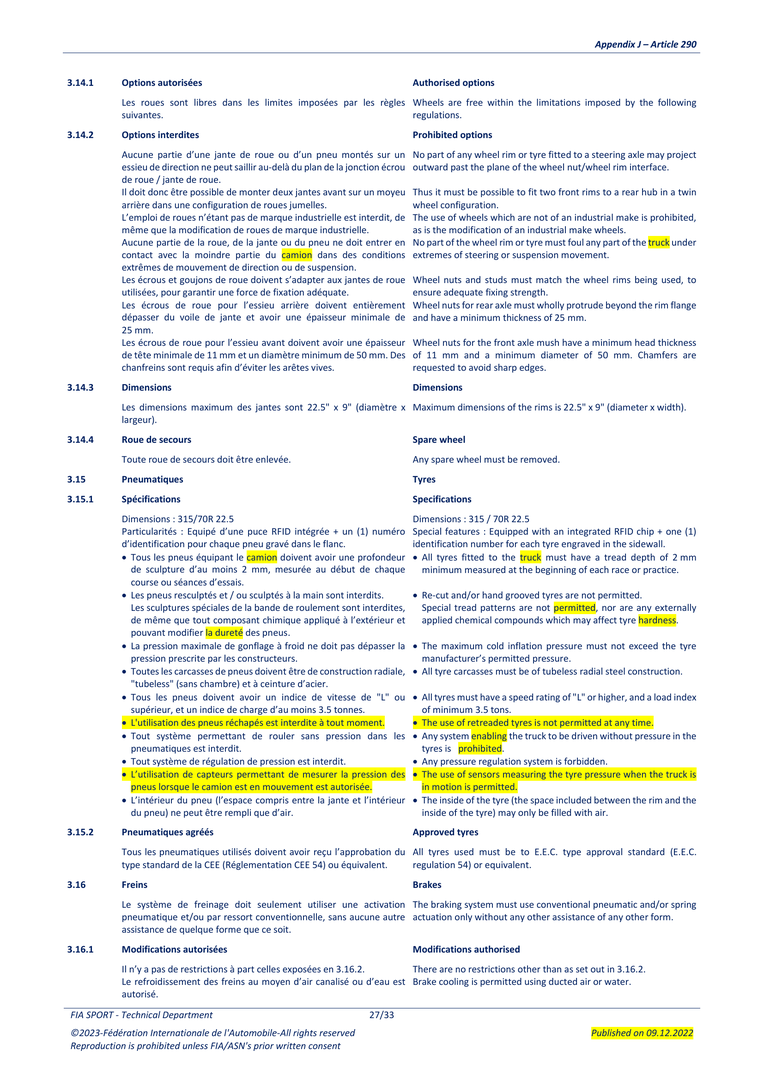 Appendix J – Article 290
3.14.1 Options autorisées
Authorised options
Les roues sont libres dans les limites imposées par les règles
suivantes.
Wheels are free within the limitations imposed by the following
regulations.
3.14.2 Options interdites
Prohibited options
Aucune partie d'une jante de roue ou d'un pneu montés sur un
essieu de direction ne peut saillir au-delà du plan de la jonction écrou
de roue / jante de roue.
No part of any wheel rim or tyre fitted to a steering axle may project
outward past the plane of the wheel nut/wheel rim interface.
Il doit donc être possible de monter deux jantes avant sur un moyeu
arrière dans une configuration de roues jumelles.
Thus it must be possible to fit two front rims to a rear hub in a twin
wheel configuration.
L'emploi de roues n'étant pas de marque industrielle est interdit, de
même que la modification de roues de marque industrielle.
The use of wheels which are not of an industrial make is prohibited,
as is the modification of an industrial make wheels.
Aucune partie de la roue, de la jante ou du pneu ne doit entrer en
contact avec la moindre partie du camion dans des conditions
extrêmes de mouvement de direction ou de suspension.
No part of the wheel rim or tyre must foul any part of the truck under
extremes of steering or suspension movement.
Les écrous et goujons de roue doivent s'adapter aux jantes de roue
utilisées, pour garantir une force de fixation adéquate.
Wheel nuts and studs must match the wheel rims being used, to
ensure adequate fixing strength.
Les écrous de roue pour l'essieu arrière doivent entièrement
dépasser du voile de jante et avoir une épaisseur minimale de
25 mm.
Wheel nuts for rear axle must wholly protrude beyond the rim flange
and have a minimum thickness of 25 mm.
Les écrous de roue pour l'essieu avant doivent avoir une épaisseur
de tête minimale de 11 mm et un diamètre minimum de 50 mm. Des
chanfreins sont requis afin d'éviter les arêtes vives.
Wheel nuts for the front axle mush have a minimum head thickness
of 11 mm and a minimum diameter of 50 mm. Chamfers are
requested to avoid sharp edges.
3.14.3 Dimensions
Dimensions
Les dimensions maximum des jantes sont 22.5" x 9" (diamètre x
largeur).
Maximum dimensions of the rims is 22.5" x 9" (diameter x width).
3.14.4 Roue de secours
Spare wheel
Toute roue de secours doit être enlevée.
Any spare wheel must be removed.
3.15 Pneumatiques
Tyres
3.15.1 Spécifications
Specifications
Dimensions : 315/70R 22.5
Particularités : Equipé d'une puce RFID intégrée + un (1) numéro
d'identification pour chaque pneu gravé dans le flanc.
Dimensions : 315 / 70R 22.5
Special features : Equipped with an integrated RFID chip + one (1)
identification number for each tyre engraved in the sidewall.
• Tous les pneus équipant le camion doivent avoir une profondeur
de sculpture d'au moins 2 mm, mesurée au début de chaque
course ou séances d'essais.
• All tyres fitted to the truck must have a tread depth of 2 mm
minimum measured at the beginning of each race or practice.
• Les pneus resculptés et / ou sculptés à la main sont interdits.
Les sculptures spéciales de la bande de roulement sont interdites,
de même que tout composant chimique appliqué à l'extérieur et
pouvant modifier la dureté des pneus.
• Re-cut and/or hand grooved tyres are not permitted.
Special tread patterns are not permitted, nor are any externally
applied chemical compounds which may affect tyre hardness.
• La pression maximale de gonflage à froid ne doit pas dépasser la
pression prescrite par les constructeurs.
• The maximum cold inflation pressure must not exceed the tyre
manufacturer's permitted pressure.
• Toutes les carcasses de pneus doivent être de construction radiale,
"tubeless" (sans chambre) et à ceinture d'acier.
• All tyre carcasses must be of tubeless radial steel construction.
• Tous les pneus doivent avoir un indice de vitesse de "L" ou
supérieur, et un indice de charge d'au moins 3.5 tonnes.
• All tyres must have a speed rating of "L" or higher, and a load index
of minimum 3.5 tons.
• L'utilisation des pneus réchapés est interdite à tout moment.
• The use of retreaded tyres is not permitted at any time.
• Tout système permettant de rouler sans pression dans les
pneumatiques est interdit.
• Any system enabling the truck to be driven without pressure in the
tyres is prohibited.
• Tout système de régulation de pression est interdit.
• Any pressure regulation system is forbidden.
• L'utilisation de capteurs permettant de mesurer la pression des
pneus lorsque le camion est en mouvement est autorisée.
• The use of sensors measuring the tyre pressure when the truck is
in motion is permitted.
• L'intérieur du pneu (l'espace compris entre la jante et l'intérieur
du pneu) ne peut être rempli que d'air.
• The inside of the tyre (the space included between the rim and the
inside of the tyre) may only be filled with air.
3.15.2 Pneumatiques agréés
Approved tyres
Tous les pneumatiques utilisés doivent avoir reçu l'approbation du
type standard de la CEE (Réglementation CEE 54) ou équivalent.
All tyres used must be to E.E.C. type approval standard (E.E.C.
regulation 54) or equivalent.
3.16 Freins
Brakes
Le système de freinage doit seulement utiliser une activation
pneumatique et/ou par ressort conventionnelle, sans aucune autre
assistance de quelque forme que ce soit.
The braking system must use conventional pneumatic and/or spring
actuation only without any other assistance of any other form.
3.16.1 Modifications autorisées
Modifications authorised
Il n'y a pas de restrictions à part celles exposées en 3.16.2.
Le refroidissement des freins au moyen d'air canalisé ou d'eau est
autorisé.
There are no restrictions other than as set out in 3.16.2.
Brake cooling is permitted using ducted air or water.
FIA SPORT - Technical Department
27/33
©2023-Fédération Internationale de l'Automobile-All rights reserved
Reproduction is prohibited unless FIA/ASN's prior written consent
Published on 09.12.2022